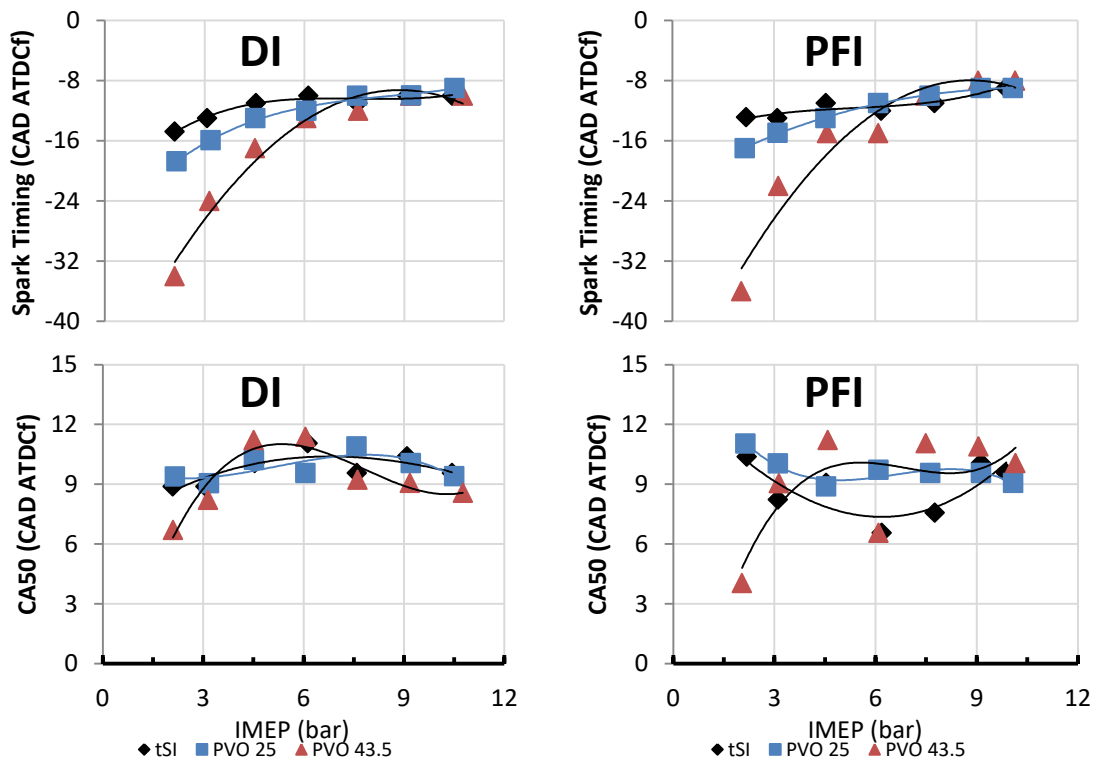 DI
Spark Timing (CAD ATDCf)
0
-8
-16
-24
-32
-40
PFI
Spark Timing (CAD ATDCf)
0
-8
-16
-24
-32
-40
DI
CA50 (CAD ATDCf)
15
12
9
6
3
0
0 3 6 9 12
IMEP (bar)
tSI PVO 25 PVO 43.5
PFI
CA50 (CAD ATDCf)
15
12
9
6
3
0
0 3 6 9 12
IMEP (bar)
tSI PVO 25 PVO 43.5